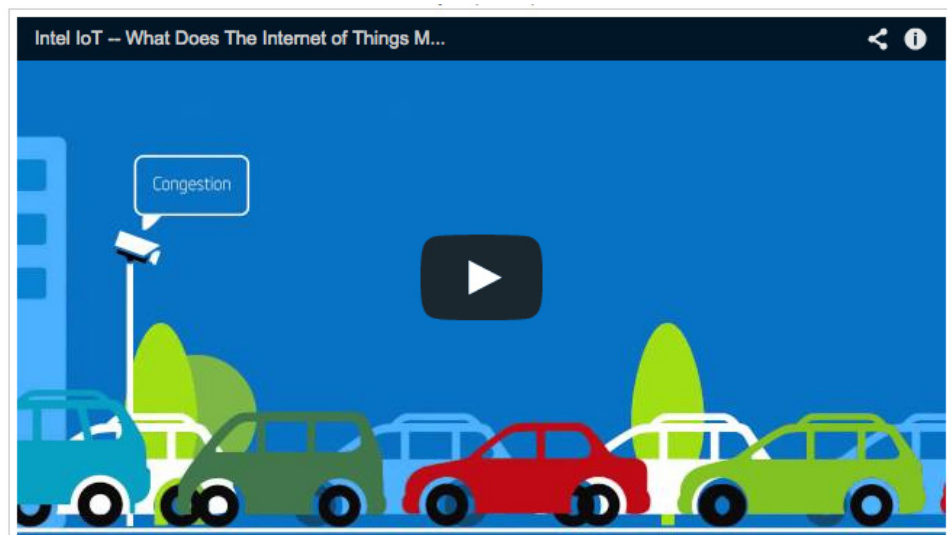 Intel IoT -- What Does The Internet of Things M...
Congestion